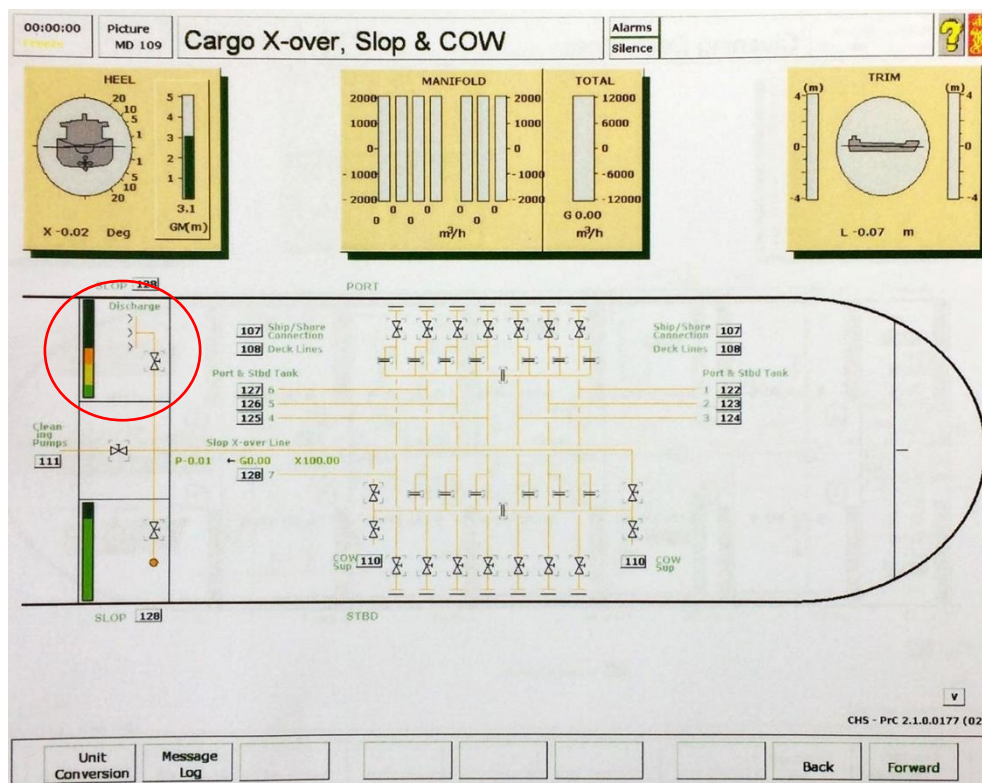 00:00:00
Freeze
Picture
MD 109
Cargo X-over, Slop & COW
Alarms
Silence
?
HEEL
20
10
5
1
1
5
10
20
5
4
3
2
1
3.1
GM(m)
X -0.02 Deg
MANIFOLD
2000
1000
0
-1000
-2000
2000
1000
0
-1000
-2000
0 0 0 0
0 0 0
m³/h
TOTAL
12000
6000
0
-6000
-12000
G 0.00
m³/h
TRIM
(m)
4
0
-4
(m)
4
0
-4
L -0.07 m
SLOP 128
PORT
Discharge
107 Ship/Shore
Connection
108 Deck Lines
Ship/Shore 107
Connection
Deck Lines 108
Port & Stbd Tank
127 6
126 5
125 4
Port & Stbd Tank
1 122
2 123
3 124
Clean-
ing
Pumps
111
Slop X-over Line
P-0.01 ← G0.00 X100.00
128 7
COW
Sup 110
110 COW
Sup
SLOP 128
STBD
V
CHS - PrC 2.1.0.0177 (02
Unit
Conversion
Message
Log
Back
Forward